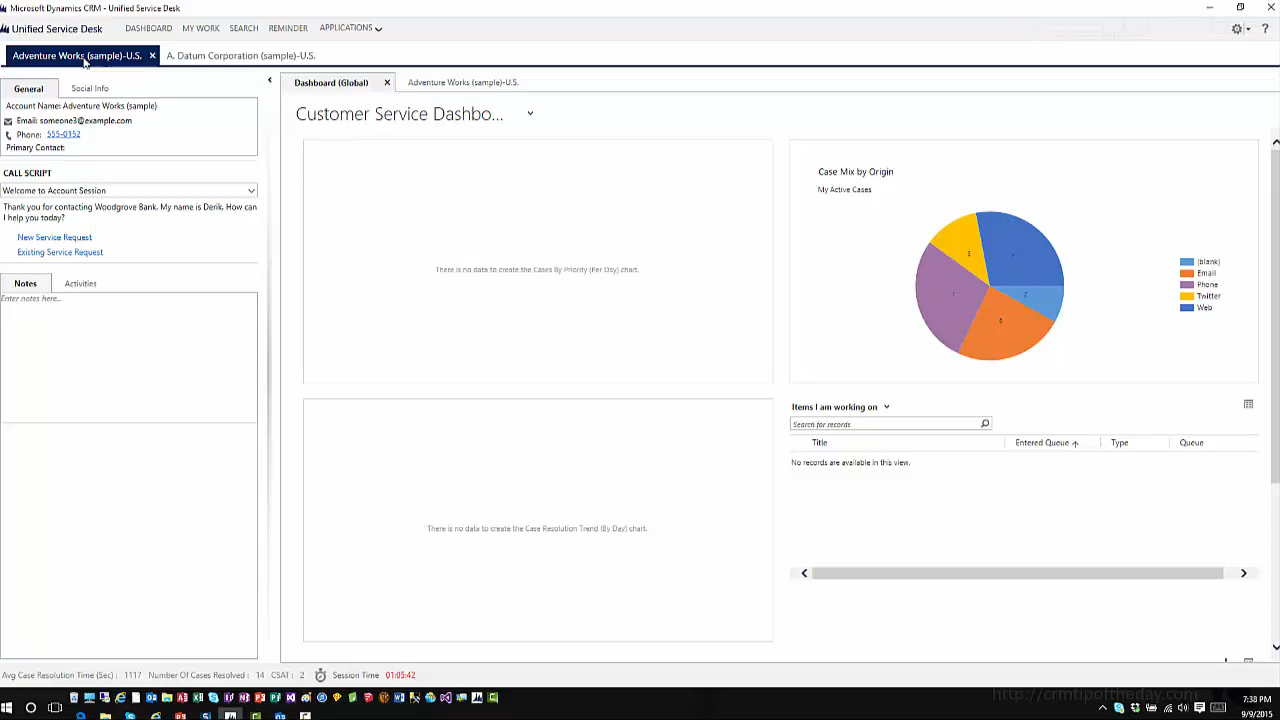 Microsoft Dynamics CRM - Unified Service Desk
Unified Service Desk
DASHBOARD
MY WORK
SEARCH
REMINDER
APPLICATIONS
?
Adventure Works (sample)-U.S.
A. Datum Corporation (sample)-U.S.
General
Social Info
Account Name: Adventure Works (sample)
Email: someone3@example.com
Phone: 555-0152
Primary Contact:
CALL SCRIPT
Welcome to Account Session
Thank you for contacting Woodgrove Bank. My name is Derik. How can
I help you today?
New Service Request
Existing Service Request
Notes
Activities
Enter notes here...
Dashboard (Global)
Adventure Works (sample)-U.S.
Customer Service Dashbo...
There is no data to create the Cases By Priority (Per Day) chart.
Case Mix by Origin
My Active Cases
3
7
2
(blank)
Email
Phone
Twitter
Web
There is no data to create the Case Resolution Trend (By Day) chart.
Items I am working on
Search for records
Title
Entered Queue
Type
Queue
No records are available in this view.
Avg Case Resolution Time (Sec) : 1117
Number Of Cases Resolved : 14
CSAT : 2
Session Time
01:05:42
http://crmtipoftheday.com
7:38 PM
9/9/2015